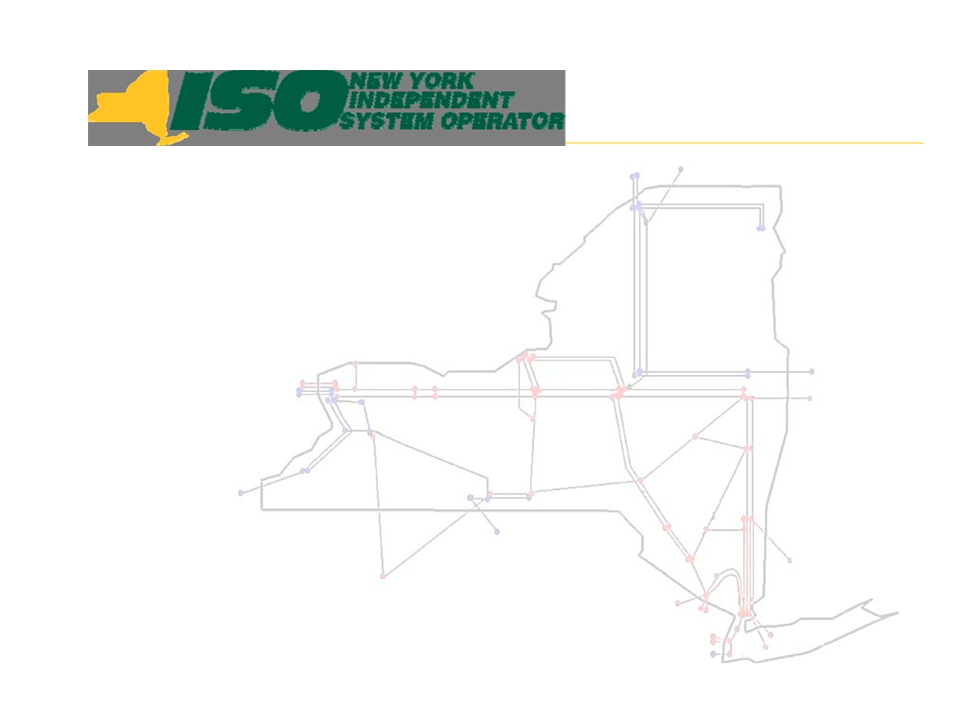 ISO NEW YORK
INDEPENDENT
SYSTEM OPERATOR